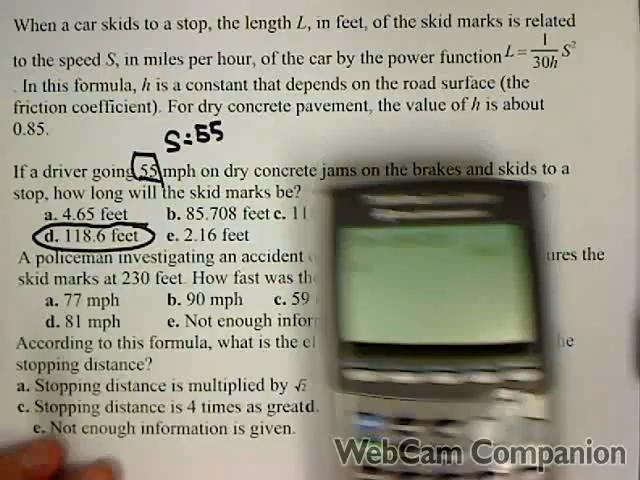 When a car skids to a stop, the length L, in feet, of the skid marks is related
to the speed S, in miles per hour, of the car by the power function L = 1/30h S²
. In this formula, h is a constant that depends on the road surface (the
friction coefficient). For dry concrete pavement, the value of h is about
0.85.
S=55
If a driver going 55 mph on dry concrete jams on the brakes and skids to a
stop, how long will the skid marks be?
a. 4.65 feet b. 85.708 feet c. 11
d. 118.6 feet e. 2.16 feet
A policeman investigating an accident ures the
skid marks at 230 feet. How fast was the
a. 77 mph b. 90 mph c. 59
d. 81 mph e. Not enough infor
According to this formula, what is the he
stopping distance?
a. Stopping distance is multiplied by √2
c. Stopping distance is 4 times as great d.
e. Not enough information is given.
WebCam Companion